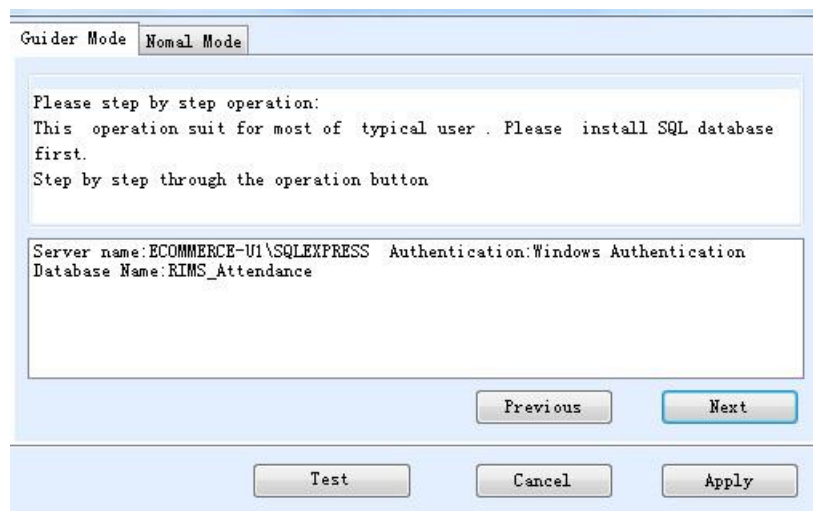 Guider Mode Nomal Mode
Please step by step operation:
This operation suit for most of typical user . Please install SQL database
first.
Step by step through the operation button
Server name:ECOMMERCE-U1\SQLEXPRESS Authentication:Windows Authentication
Database Name:RIMS_Attendance
Previous Next
Test Cancel Apply